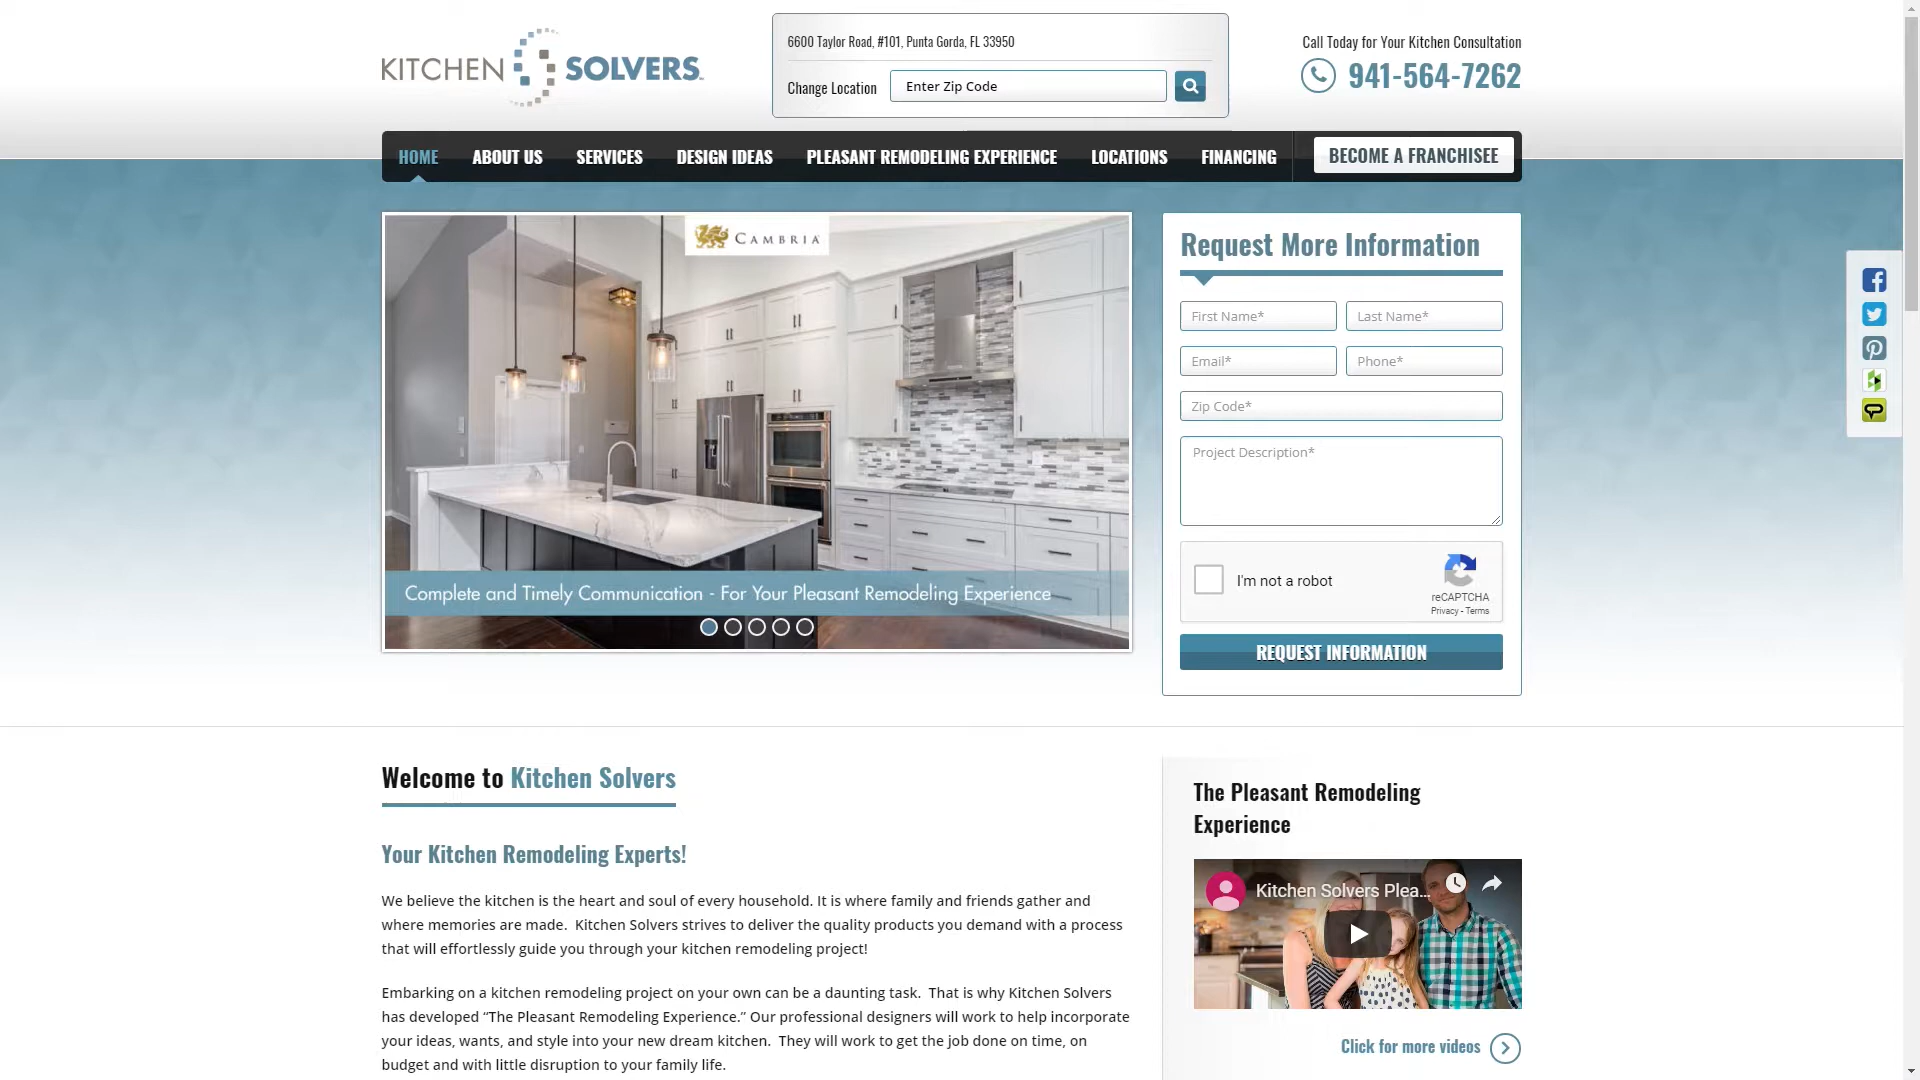 KITCHEN SOLVERS
6600 Taylor Road, #101, Punta Gorda, FL 33950
Change Location
Enter Zip Code
Call Today for Your Kitchen Consultation
941-564-7262
HOME
ABOUT US
SERVICES
DESIGN IDEAS
PLEASANT REMODELING EXPERIENCE
LOCATIONS
FINANCING
BECOME A FRANCHISEE
CAMBRIA
Complete and Timely Communication - For Your Pleasant Remodeling Experience
Request More Information
First Name*
Last Name*
Email*
Phone*
Zip Code*
Project Description*
I'm not a robot
reCAPTCHA
Privacy - Terms
REQUEST INFORMATION
Welcome to Kitchen Solvers
Your Kitchen Remodeling Experts!
We believe the kitchen is the heart and soul of every household. It is where family and friends gather and
where memories are made.  Kitchen Solvers strives to deliver the quality products you demand with a process
that will effortlessly guide you through your kitchen remodeling project!
Embarking on a kitchen remodeling project on your own can be a daunting task.  That is why Kitchen Solvers
has developed “The Pleasant Remodeling Experience.” Our professional designers will work to help incorporate
your ideas, wants, and style into your new dream kitchen.  They will work to get the job done on time, on
budget and with little disruption to your family life.
The Pleasant Remodeling
Experience
Kitchen Solvers Plea...
Click for more videos